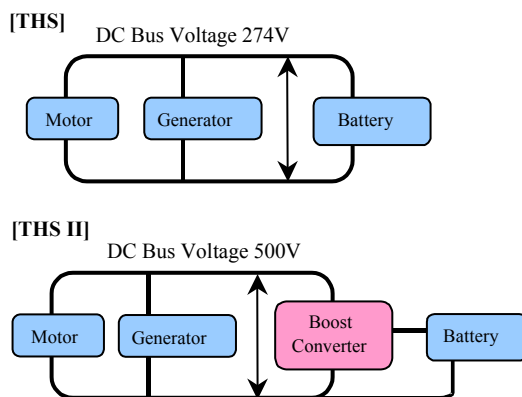 [THS]
DC Bus Voltage 274V
Motor
Generator
Battery
[THS II]
DC Bus Voltage 500V
Motor
Generator
Boost
Converter
Battery